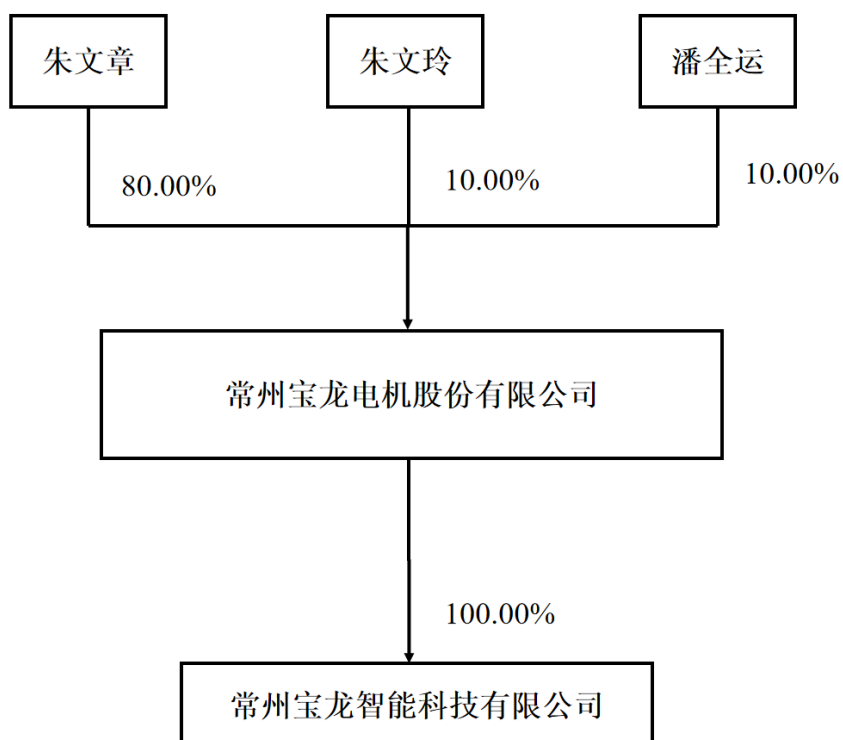 朱文章
朱文玲
潘全运
80.00%
10.00%
10.00%
常州宝龙电机股份有限公司
100.00%
常州宝龙智能科技有限公司